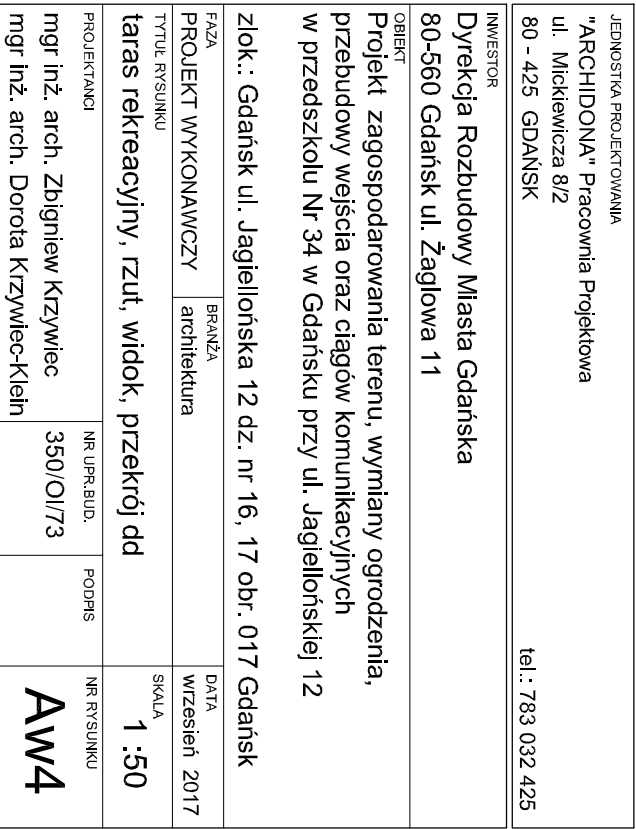 JEDNOSTKA PROJEKTOWANIA
"ARCHIDONA" Pracownia Projektowa
ul. Mickiewicza 8/2
80 - 425 GDAŃSK
tel.: 783 032 425
INWESTOR
Dyrekcja Rozbudowy Miasta Gdańska
80-560 Gdańsk ul. Żaglowa 11
OBIEKT
Projekt zagospodarowania terenu, wymiany ogrodzenia,
przebudowy wejścia oraz ciągów komunikacyjnych
w przedszkolu Nr 34 w Gdańsku przy ul. Jagiellońskiej 12
zlok.: Gdańsk ul. Jagiellońska 12 dz. nr 16, 17 obr. 017 Gdańsk
FAZA
PROJEKT WYKONAWCZY
BRANŻA
architektura
DATA
wrzesień 2017
TYTUŁ RYSUNKU
taras rekreacyjny, rzut, widok, przekrój dd
SKALA
1 :50
PROJEKTANCI
mgr inż. arch. Zbigniew Krzywiec
mgr inż. arch. Dorota Krzywiec-Klein
NR UPR.BUD.
350/Ol/73
PODPIS
NR RYSUNKU
Aw4